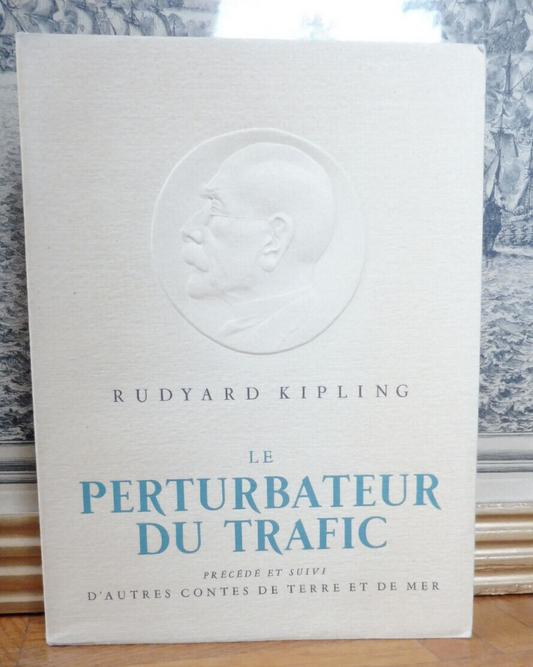 RUDYARD KIPLING
LE
PERTURBATEUR
DU TRAFIC
PRÉCÉDÉ ET SUIVI
D'AUTRES CONTES DE TERRE ET DE MER